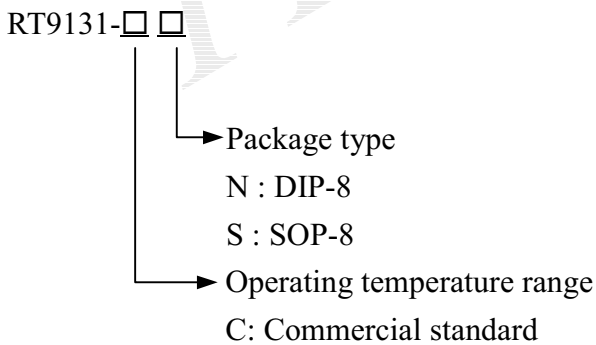 RT9131-□ □
Package type
N : DIP-8
S : SOP-8
Operating temperature range
C: Commercial standard